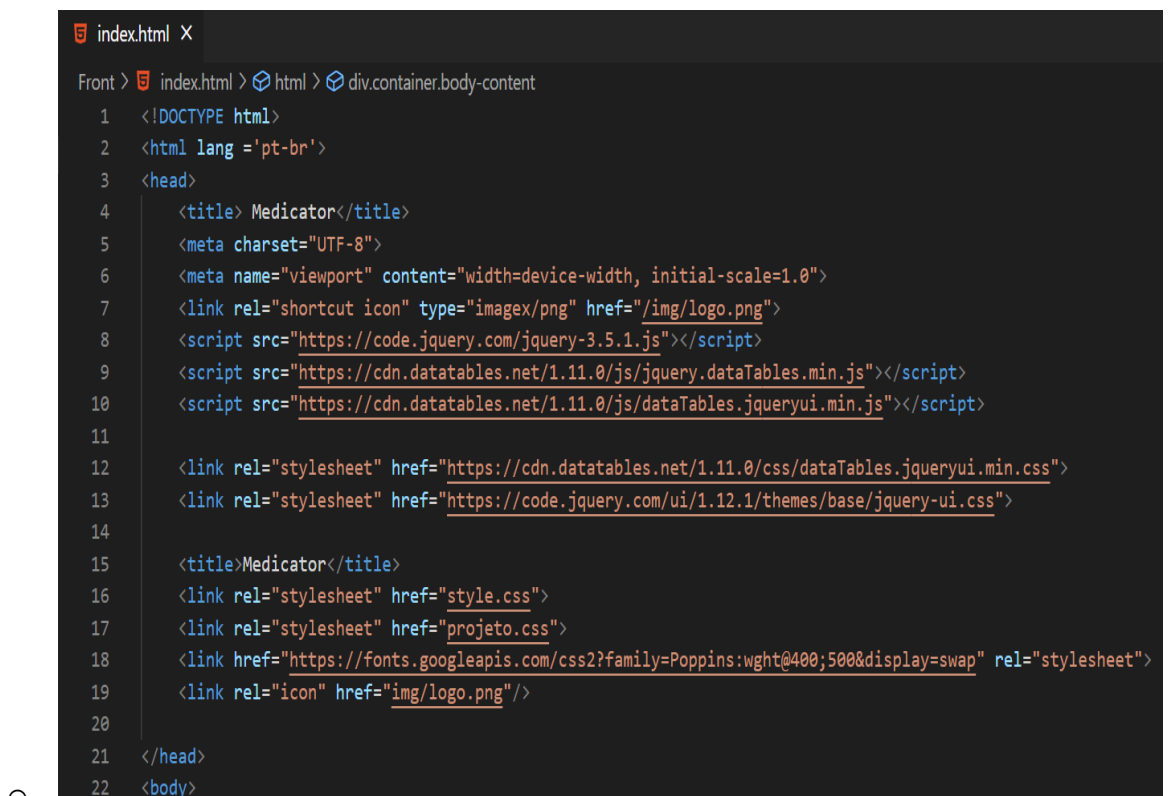 index.html X
Front > index.html > html > div.container.body-content
1 <!DOCTYPE html>
2 <html lang ='pt-br'>
3 <head>
4 <title> Medicator</title>
5 <meta charset="UTF-8">
6 <meta name="viewport" content="width=device-width, initial-scale=1.0">
7 <link rel="shortcut icon" type="imagex/png" href="/img/logo.png">
8 <script src="https://code.jquery.com/jquery-3.5.1.js"></script>
9 <script src="https://cdn.datatables.net/1.11.0/js/jquery.dataTables.min.js"></script>
10 <script src="https://cdn.datatables.net/1.11.0/js/dataTables.jqueryui.min.js"></script>
11
12 <link rel="stylesheet" href="https://cdn.datatables.net/1.11.0/css/dataTables.jqueryui.min.css">
13 <link rel="stylesheet" href="https://code.jquery.com/ui/1.12.1/themes/base/jquery-ui.css">
14
15 <title>Medicator</title>
16 <link rel="stylesheet" href="style.css">
17 <link rel="stylesheet" href="projeto.css">
18 <link href="https://fonts.googleapis.com/css2?family=Poppins:wght@400;500&display=swap" rel="stylesheet">
19 <link rel="icon" href="img/logo.png"/>
20
21 </head>
22 <body>